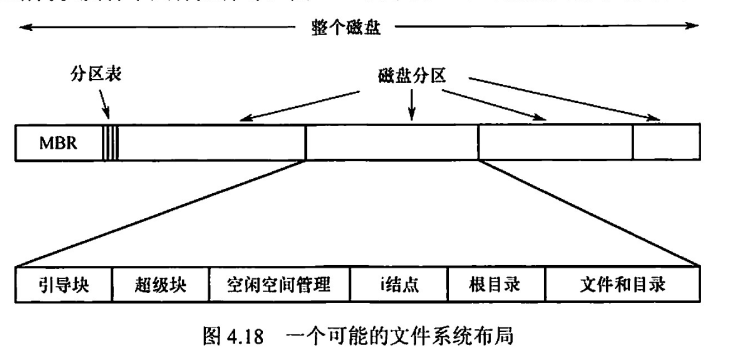 整个磁盘
分区表
磁盘分区
MBR
引导块 超级块 空闲空间管理 i结点 根目录 文件和目录
图 4.18 一个可能的文件系统布局